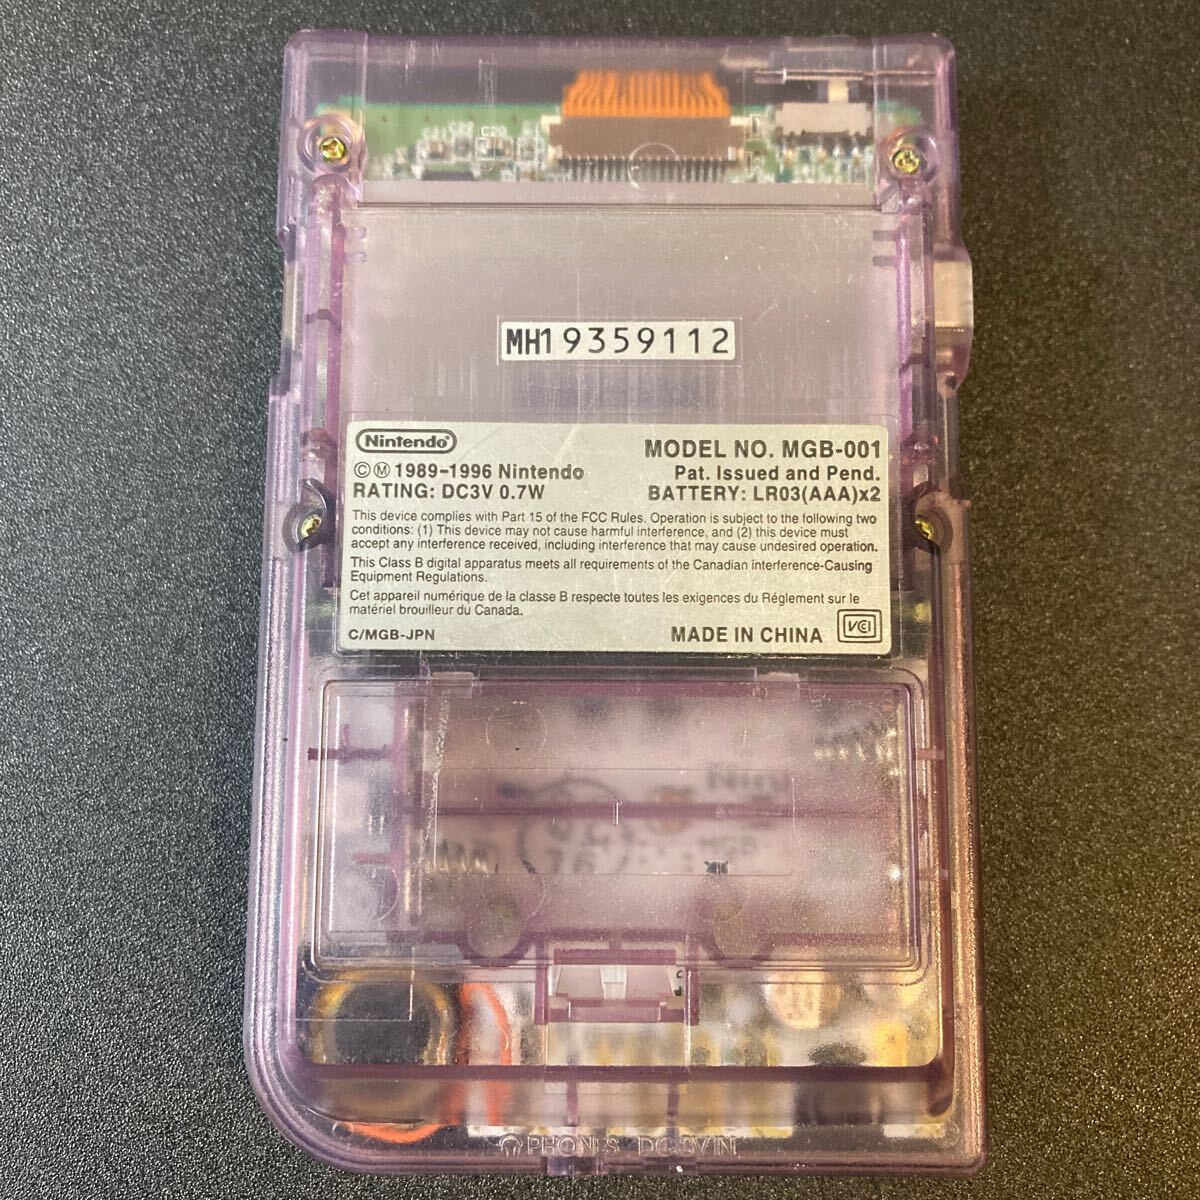 C20
MH19359112
Nintendo
MODEL NO. MGB-001
©Ⓜ 1989-1996 Nintendo
Pat. Issued and Pend.
RATING: DC3V 0.7W
BATTERY: LR03(AAA)x2
This device complies with Part 15 of the FCC Rules. Operation is subject to the following two
conditions: (1) This device may not cause harmful interference, and (2) this device must
accept any interference received, including interference that may cause undesired operation.
This Class B digital apparatus meets all requirements of the Canadian interference-Causing
Equipment Regulations.
Cet appareil numérique de la classe B respecte toutes les exigences du Réglement sur le
matériel brouilleur du Canada.
C/MGB-JPN
MADE IN CHINA
VCI
PHONES DC3V IN